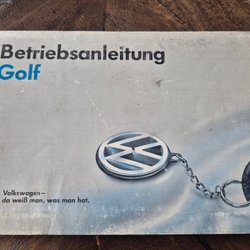 Betriebsanleitung
Golf
Volkswagen –
da weiß man, was man hat.